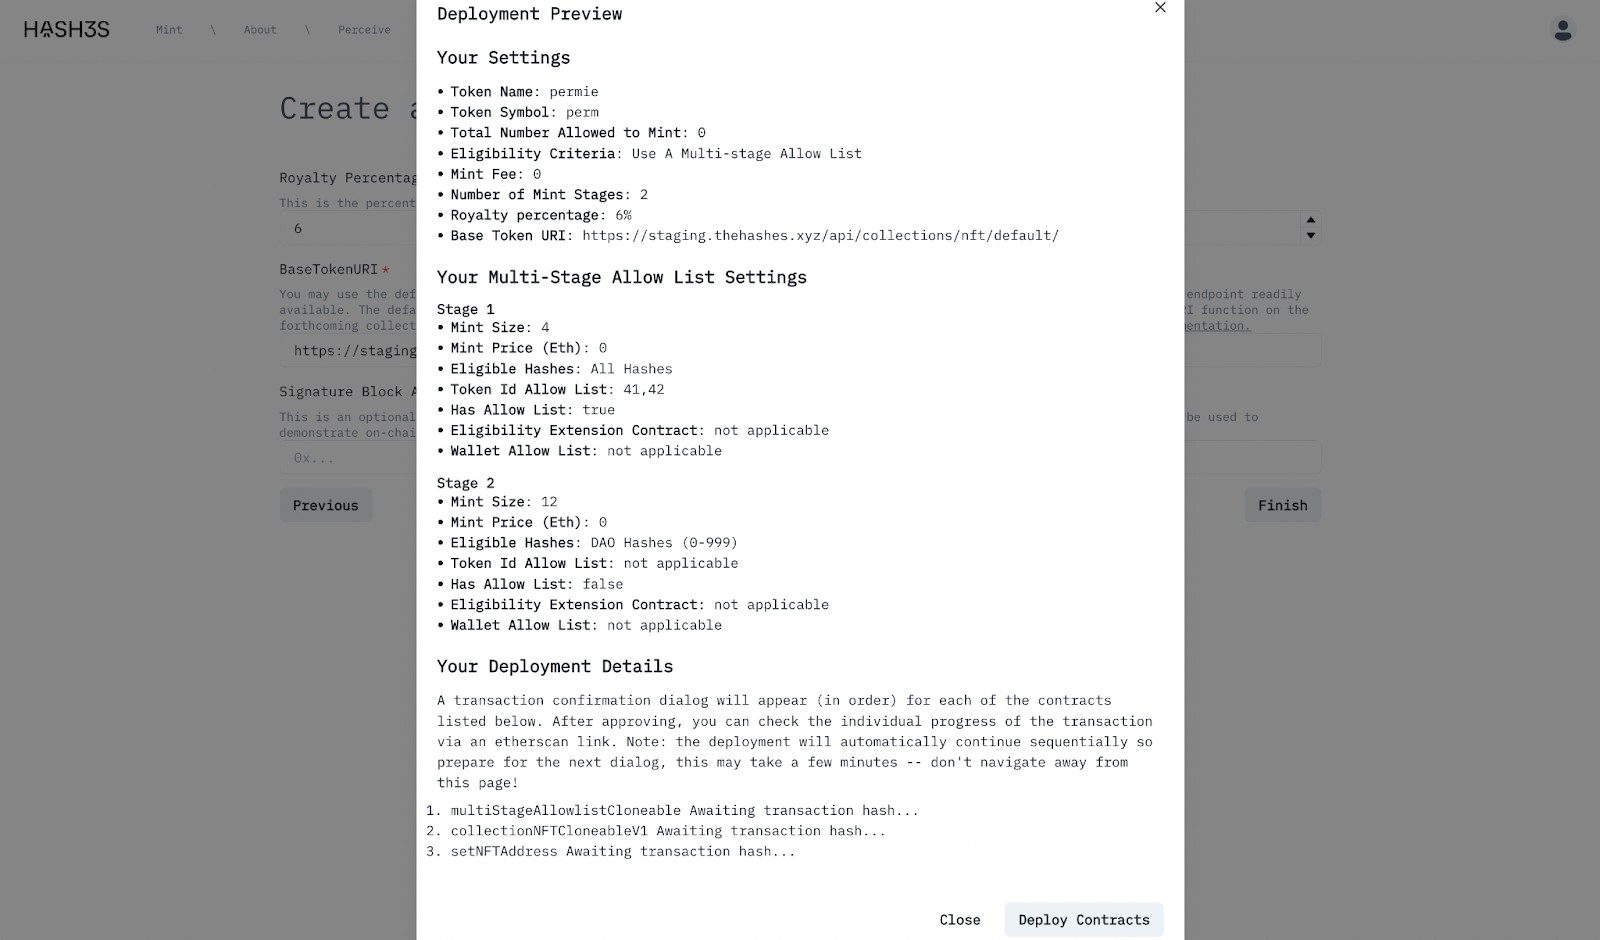 HASH3S
Mint \ About \ Perceive
Create a
Royalty Percentag
This is the percent
6
BaseTokenURI *
You may use the def
endpoint readily
available. The defa
I function on the
forthcoming collect
entation.
https://staging
Signature Block A
This is an optional
be used to
demonstrate on-chai
0x...
Previous
Finish
Deployment Preview
Your Settings
• Token Name: permie
• Token Symbol: perm
• Total Number Allowed to Mint: 0
• Eligibility Criteria: Use A Multi-stage Allow List
• Mint Fee: 0
• Number of Mint Stages: 2
• Royalty percentage: 6%
• Base Token URI: https://staging.thehashes.xyz/api/collections/nft/default/
Your Multi-Stage Allow List Settings
Stage 1
• Mint Size: 4
• Mint Price (Eth): 0
• Eligible Hashes: All Hashes
• Token Id Allow List: 41,42
• Has Allow List: true
• Eligibility Extension Contract: not applicable
• Wallet Allow List: not applicable
Stage 2
• Mint Size: 12
• Mint Price (Eth): 0
• Eligible Hashes: DAO Hashes (0-999)
• Token Id Allow List: not applicable
• Has Allow List: false
• Eligibility Extension Contract: not applicable
• Wallet Allow List: not applicable
Your Deployment Details
A transaction confirmation dialog will appear (in order) for each of the contracts
listed below. After approving, you can check the individual progress of the transaction
via an etherscan link. Note: the deployment will automatically continue sequentially so
prepare for the next dialog, this may take a few minutes -- don't navigate away from
this page!
1. multiStageAllowlistCloneable Awaiting transaction hash...
2. collectionNFTCloneableV1 Awaiting transaction hash...
3. setNFTAddress Awaiting transaction hash...
Close
Deploy Contracts